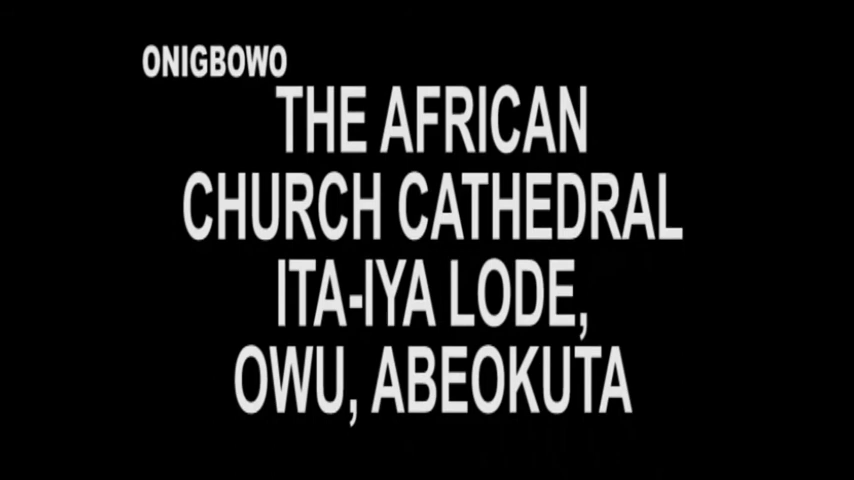 ONIGBOWO
THE AFRICAN
CHURCH CATHEDRAL
ITA-IYA LODE,
OWU, ABEOKUTA